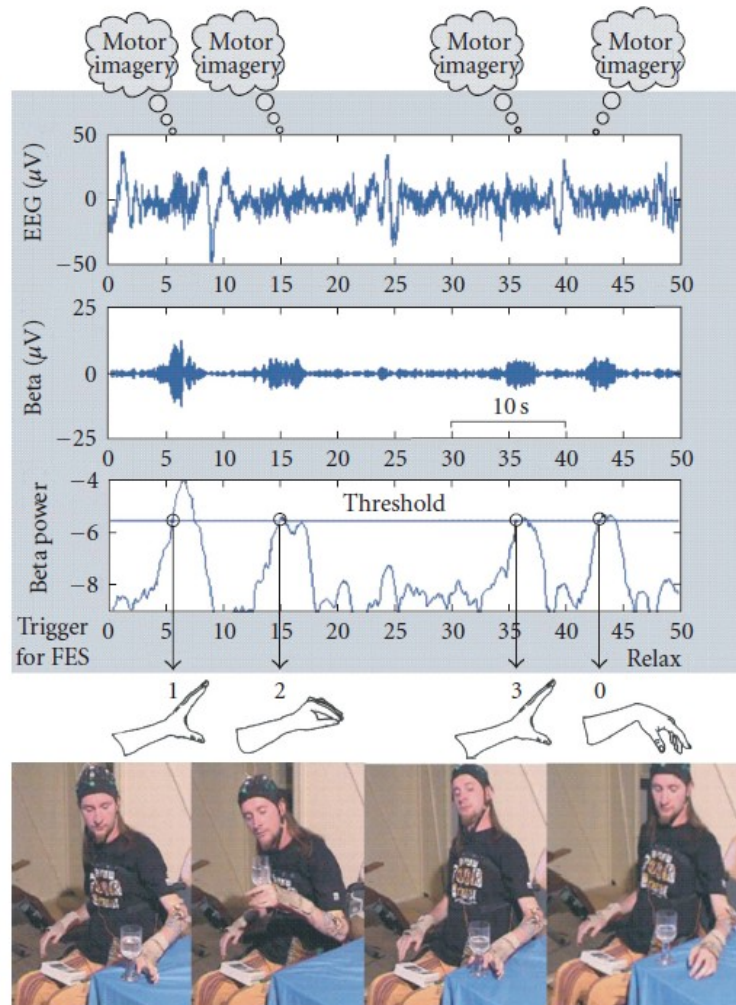 Motor
imagery
Motor
imagery
Motor
imagery
Motor
imagery
50
0
−50
EEG (μV)
0 5 10 15 20 25 30 35 40 45 50
25
0
−25
Beta (μV)
10 s
0 5 10 15 20 25 30 35 40 45 50
−4
−6
−8
Beta power
Threshold
0 5 10 15 20 25 30 35 40 45 50
Trigger
for FES
Relax
1 2 3 0